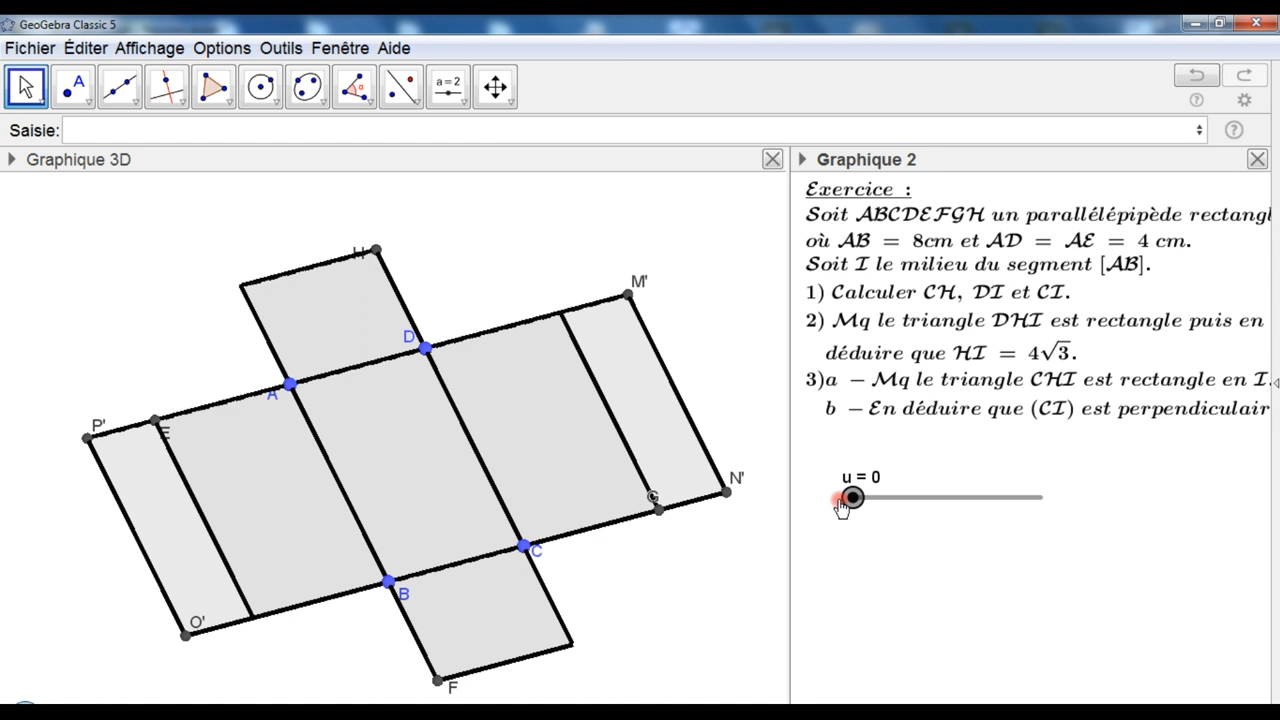 GeoGebra Classic 5
Fichier Éditer Affichage Options Outils Fenêtre Aide
A
α
a=2
Saisie:
Graphique 3D
Graphique 2
Exercice :
Soit ABCDEFGH un parallélépipède rectangl
où AB = 8cm et AD = AE = 4 cm.
Soit I le milieu du segment [AB].
1) Calculer CH, DI et CI.
2) Mq le triangle DHI est rectangle puis en
déduire que HI = 4√3.
3)a − Mq le triangle CHI est rectangle en I.
b − En déduire que (CI) est perpendiculair
u = 0
H
M'
D
A
P'
E
G
N'
C
B
O'
F